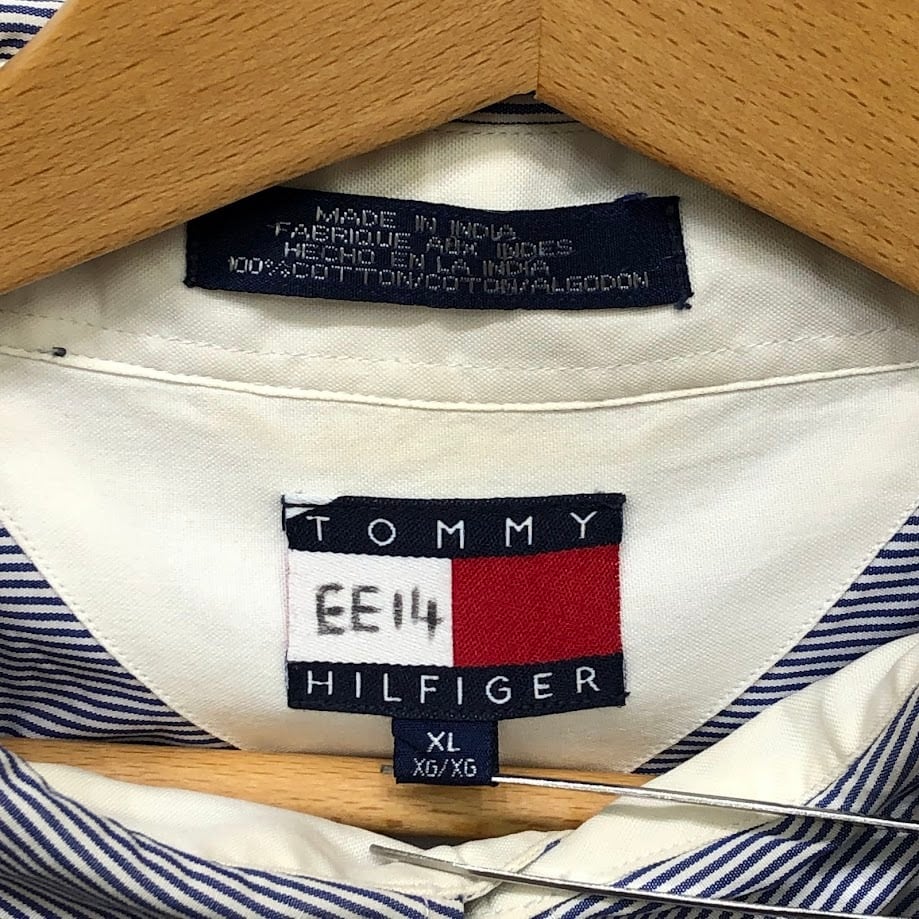 MADE IN INDIA
FABRIQUE AUX INDES
HECHO EN LA INDIA
100%COTTON/COTON/ALGODON
TOMMY
EE14
HILFIGER
XL
XG/XG